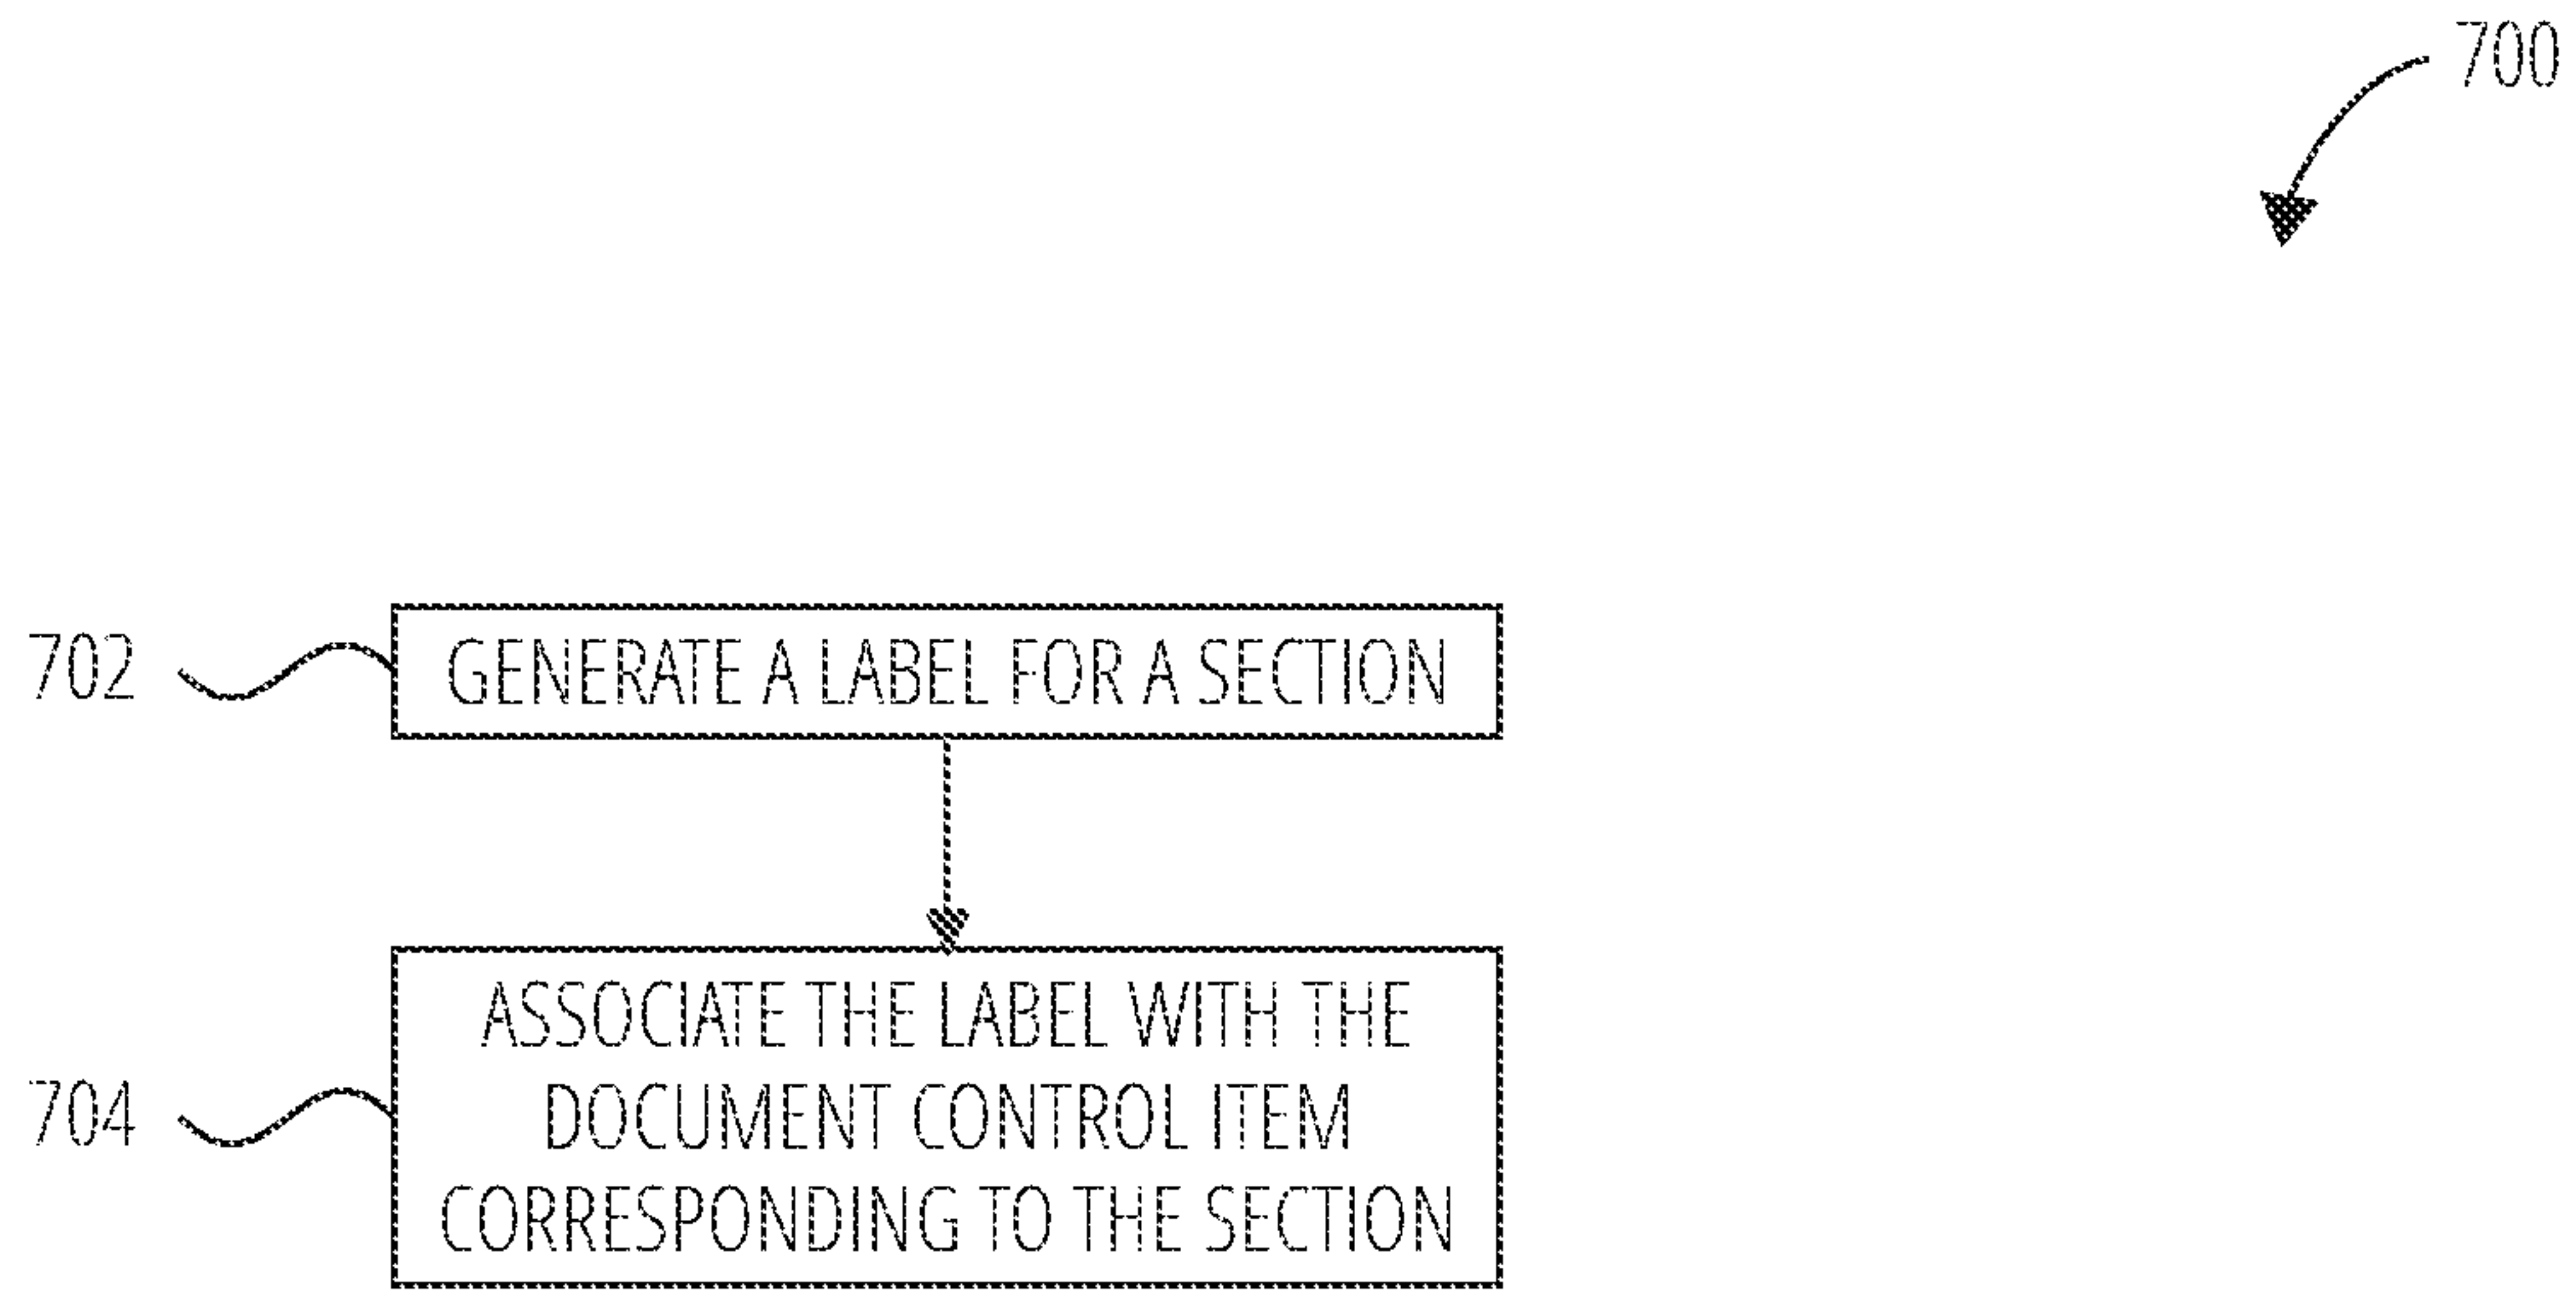 700
702
GENERATE A LABEL FOR A SECTION
704
ASSOCIATE THE LABEL WITH THE
DOCUMENT CONTROL ITEM
CORRESPONDING TO THE SECTION